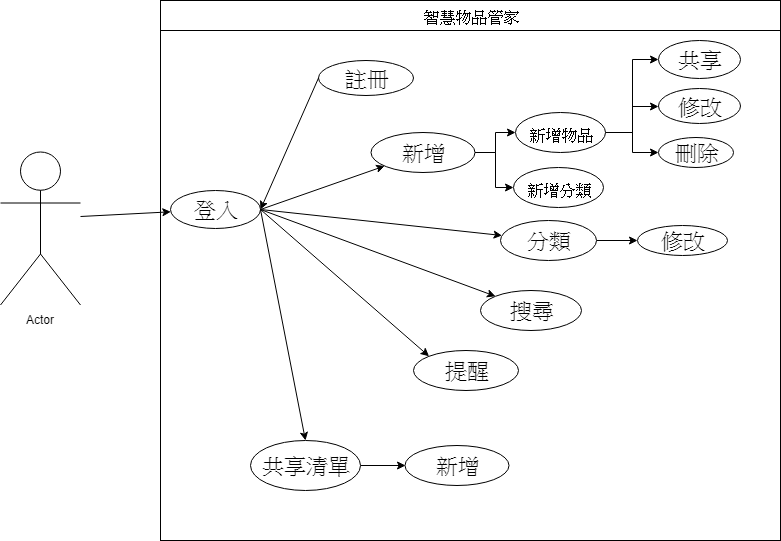 智慧物品管家
註冊
共享
修改
新增
新增物品
刪除
新增分類
登入
分類
修改
搜尋
Actor
提醒
共享清單
新增